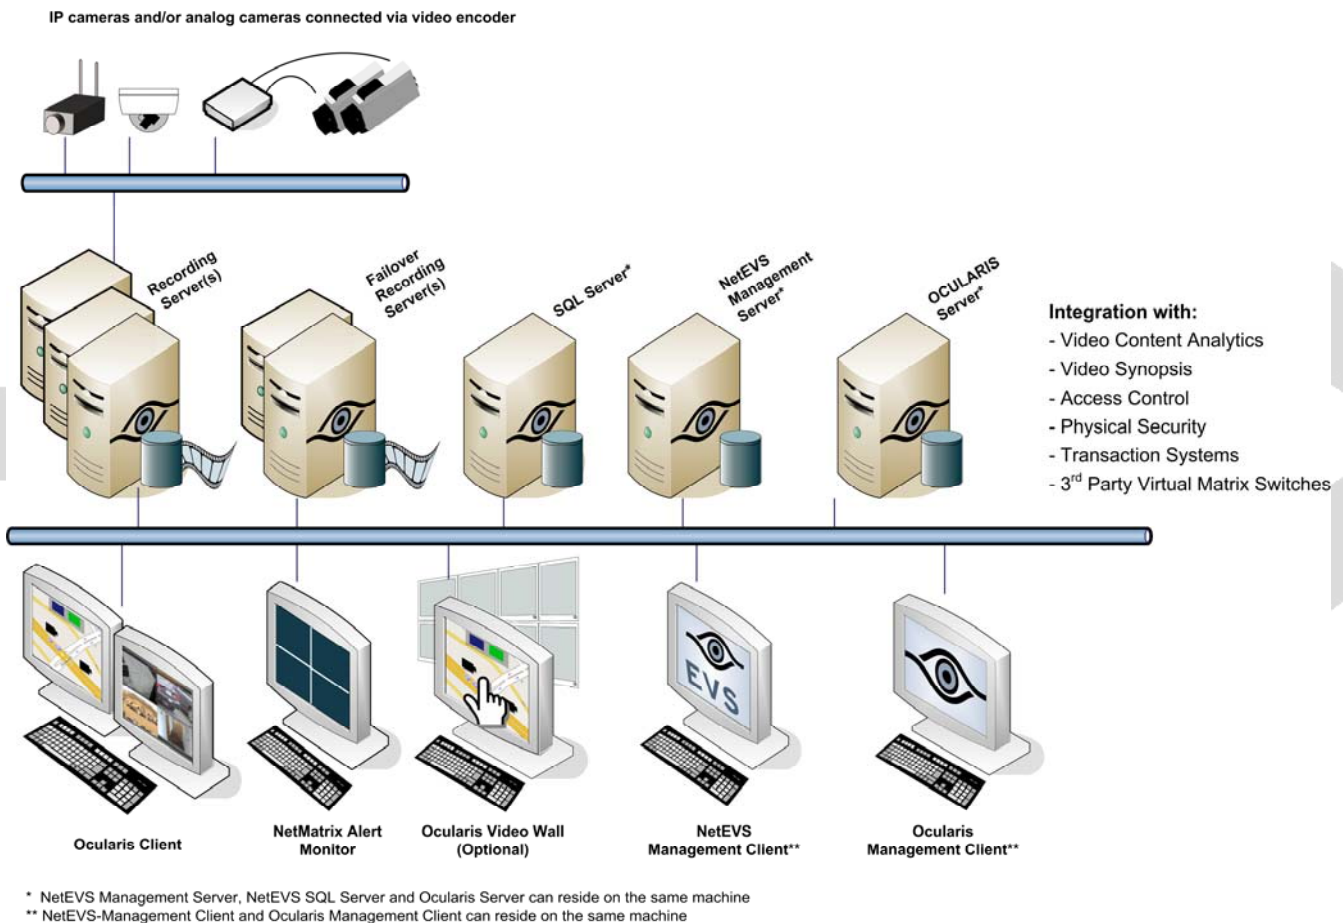 IP cameras and/or analog cameras connected via video encoder
Recording
Server(s)
Failover
Recording
Server(s)
SQL Server*
NetEVS
Management
Server*
OCULARIS
Server*
Integration with:
- Video Content Analytics
- Video Synopsis
- Access Control
- Physical Security
- Transaction Systems
- 3rd Party Virtual Matrix Switches
EVS
Ocularis Client
NetMatrix Alert
Monitor
Ocularis Video Wall
(Optional)
NetEVS
Management Client**
Ocularis
Management Client**
* NetEVS Management Server, NetEVS SQL Server and Ocularis Server can reside on the same machine
** NetEVS-Management Client and Ocularis Management Client can reside on the same machine